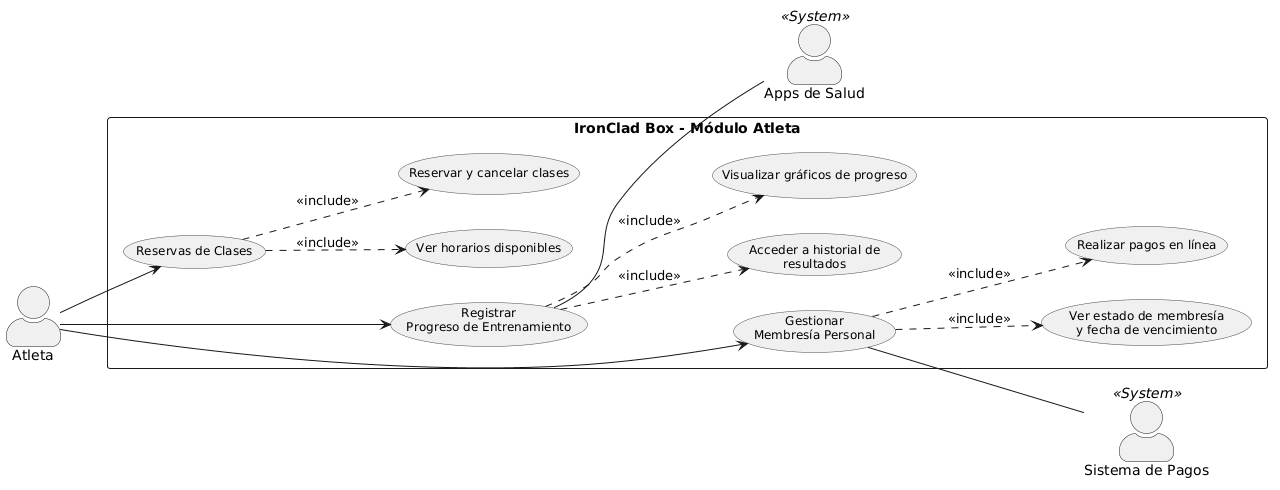 «System»
Apps de Salud
IronClad Box - Módulo Atleta
Reservar y cancelar clases
Visualizar gráficos de progreso
«include»
«include»
Reservas de Clases
«include»
Ver horarios disponibles
Acceder a historial de
resultados
«include»
Realizar pagos en línea
«include»
Registrar
Progreso de Entrenamiento
Gestionar
Membresía Personal
«include»
Ver estado de membresía
y fecha de vencimiento
Atleta
«System»
Sistema de Pagos